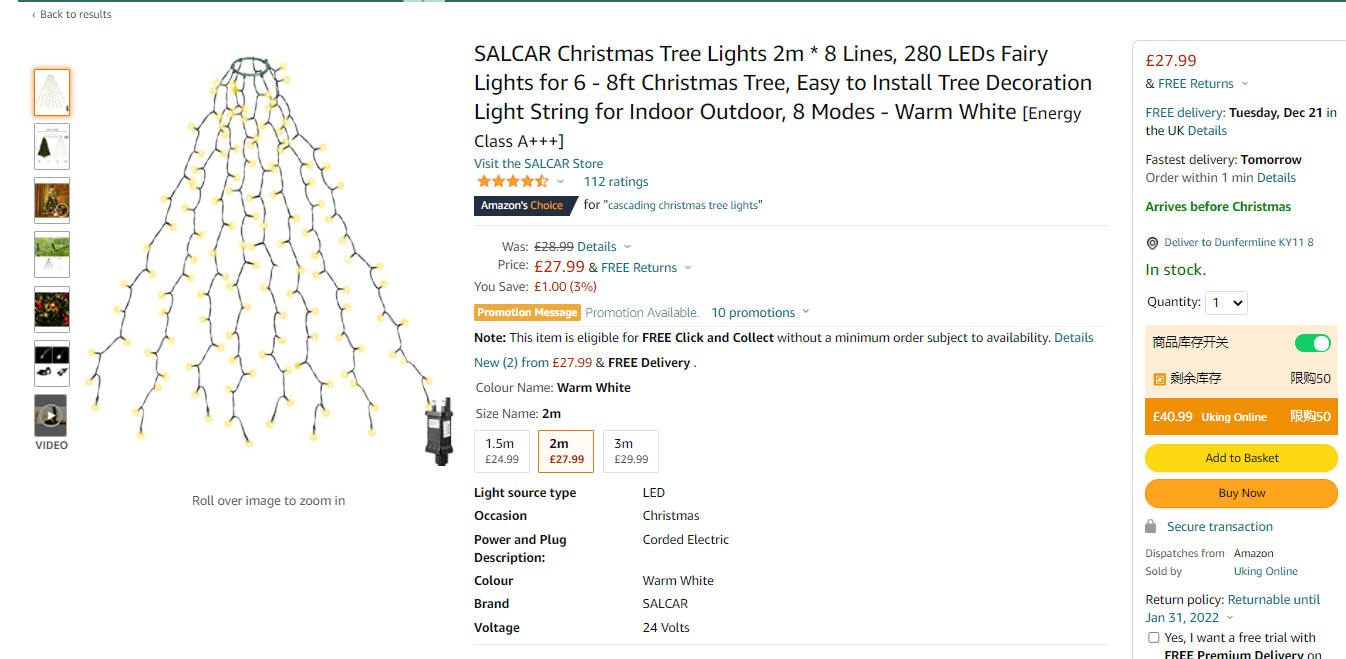 ‹ Back to results
SALCAR Christmas Tree Lights 2m * 8 Lines, 280 LEDs Fairy
Lights for 6 - 8ft Christmas Tree, Easy to Install Tree Decoration
Light String for Indoor Outdoor, 8 Modes - Warm White [Energy
Class A+++]
Visit the SALCAR Store
112 ratings
Amazon's Choice for "cascading christmas tree lights"
Was: £28.99 Details
Price: £27.99 & FREE Returns
You Save: £1.00 (3%)
Promotion Message Promotion Available. 10 promotions
Note: This item is eligible for FREE Click and Collect without a minimum order subject to availability. Details
New (2) from £27.99 & FREE Delivery .
Colour Name: Warm White
Size Name: 2m
1.5m 2m 3m
£24.99 £27.99 £29.99
Light source type LED
Occasion Christmas
Power and Plug Corded Electric
Description:
Colour Warm White
Brand SALCAR
Voltage 24 Volts
VIDEO
Roll over image to zoom in
£27.99
& FREE Returns
FREE delivery: Tuesday, Dec 21 in
the UK Details
Fastest delivery: Tomorrow
Order within 1 min Details
Arrives before Christmas
Deliver to Dunfermline KY11 8
In stock.
Quantity: 1
商品库存开关
剩余库存 限购50
£40.99 Uking Online 限购50
Add to Basket
Buy Now
Secure transaction
Dispatches from Amazon
Sold by Uking Online
Return policy: Returnable until
Jan 31, 2022
Yes, I want a free trial with
FREE Premium Delivery on